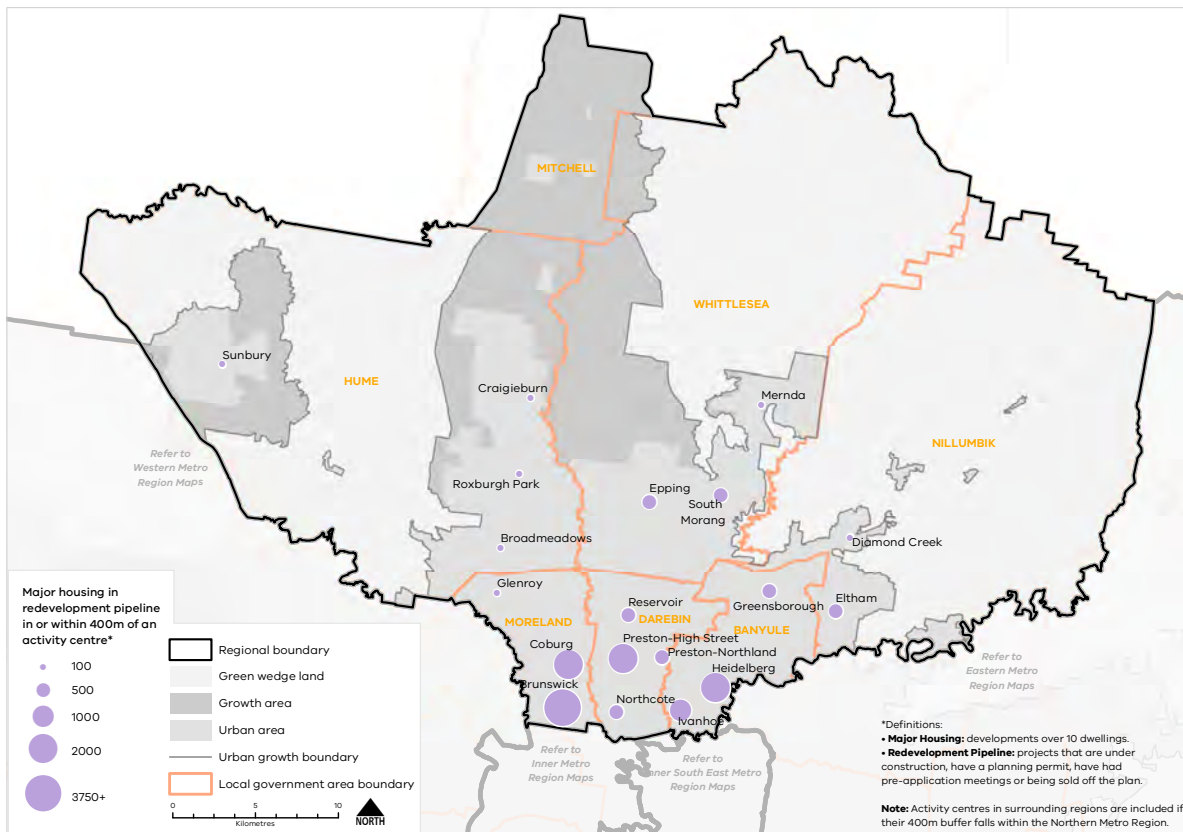 MITCHELL
WHITTLESEA
Sunbury
HUME
Craigieburn
Mernda
NILLUMBIK
Refer to
Western Metro
Region Maps
Roxburgh Park
Epping
South
Morang
Broadmeadows
Diamond Creek
Glenroy
Reservoir
Greensborough
Eltham
MORELAND
DAREBIN
BANYULE
Coburg
Preston-High Street
Preston-Northland
Heidelberg
Brunswick
Northcote
Ivanhoe
Refer to
Eastern Metro
Region Maps
Refer to
Inner Metro
Region Maps
Refer to
Inner South East Metro
Region Maps
Major housing in
redevelopment pipeline
in or within 400m of an
activity centre*
100
500
1000
2000
3750+
Regional boundary
Green wedge land
Growth area
Urban area
Urban growth boundary
Local government area boundary
0 5 10
Kilometres
NORTH
*Definitions:
• Major Housing: developments over 10 dwellings.
• Redevelopment Pipeline: projects that are under
construction, have a planning permit, have had
pre-application meetings or being sold off the plan.
Note: Activity centres in surrounding regions are included if
their 400m buffer falls within the Northern Metro Region.